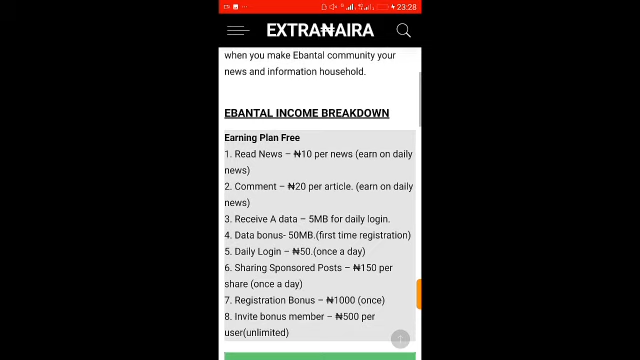 23:28
EXTRA₦AIRA
when you make Ebantal community your
news and information household.
EBANTAL INCOME BREAKDOWN
Earning Plan Free
1. Read News – ₦10 per news (earn on daily
news)
2. Comment – ₦20 per article. (earn on daily
news)
3. Receive A data – 5MB for daily login.
4. Data bonus- 50MB.(first time registration)
5. Daily Login – ₦50.(once a day)
6. Sharing Sponsored Posts – ₦150 per
share (once a day)
7. Registration Bonus – ₦1000 (once)
8. Invite bonus member – ₦500 per
user(unlimited)